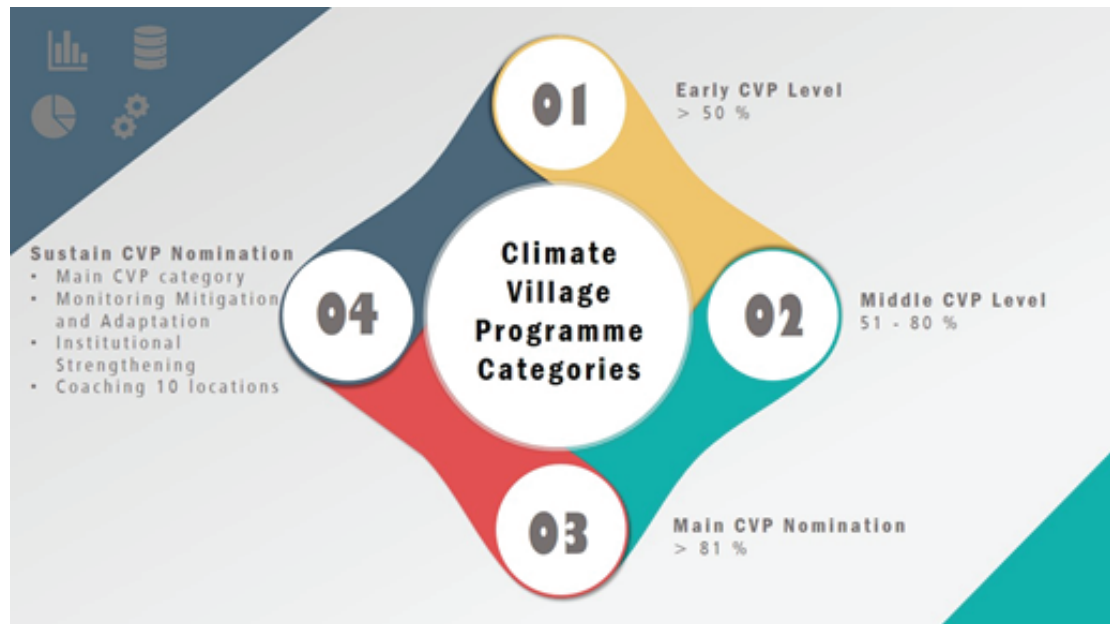 01
Early CVP Level
> 50 %
Climate
Village
Programme
Categories
02
Middle CVP Level
51 - 80 %
03
Main CVP Nomination
> 81 %
04
Sustain CVP Nomination
• Main CVP category
• Monitoring Mitigation
and Adaptation
• Institutional
Strengthening
• Coaching 10 locations